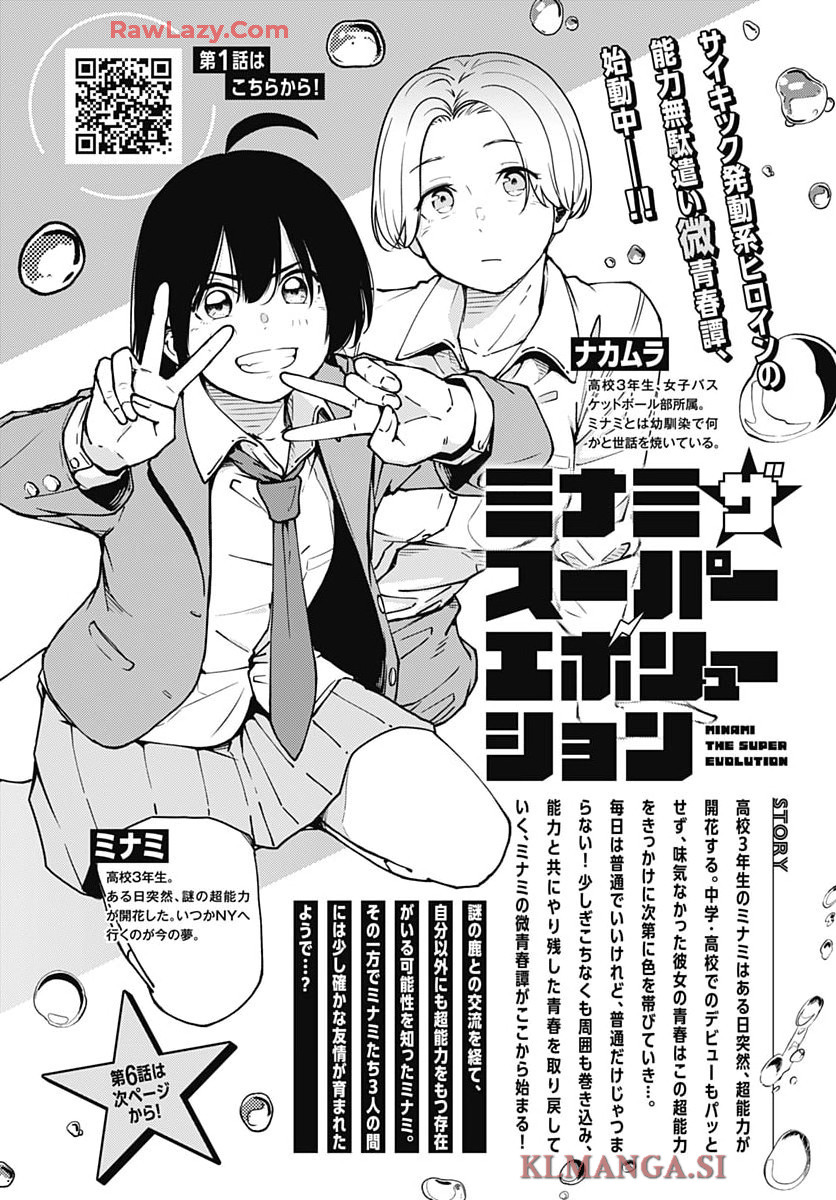 RawLazy.Com
第1話は
こちらから!
サイキック発動系ヒロインの
能力無駄遣い微青春譚、
始動中——!!
ナカムラ
高校3年生。女子バス
ケットボール部所属。
ミナミとは幼馴染で何
かと世話を焼いている。
ミナミ★ザ
スーパー
エボリュー
ション
MINAMI
THE SUPER
EVOLUTION
STORY
高校3年生のミナミはある日突然、超能力が
開花する。中学・高校でのデビューもパッと
せず、味気なかった彼女の青春はこの超能力
をきっかけに次第に色を帯びていき…。
毎日は普通でいいけれど、普通だけじゃつま
らない!少しぎこちなくも周囲も巻き込み、
能力と共にやり残した青春を取り戻して
いく、ミナミの微青春譚がここから始まる!
謎の鹿との交流を経て、
自分以外にも超能力をもつ存在
がいる可能性を知ったミナミ。
その一方でミナミたち3人の間
には少し確かな友情が育まれた
ようで…?
ミナミ
高校3年生。
ある日突然、謎の超能力
が開花した。いつかNYへ
行くのが今の夢。
第6話は
次ページ
から!
KLMANGA.SI